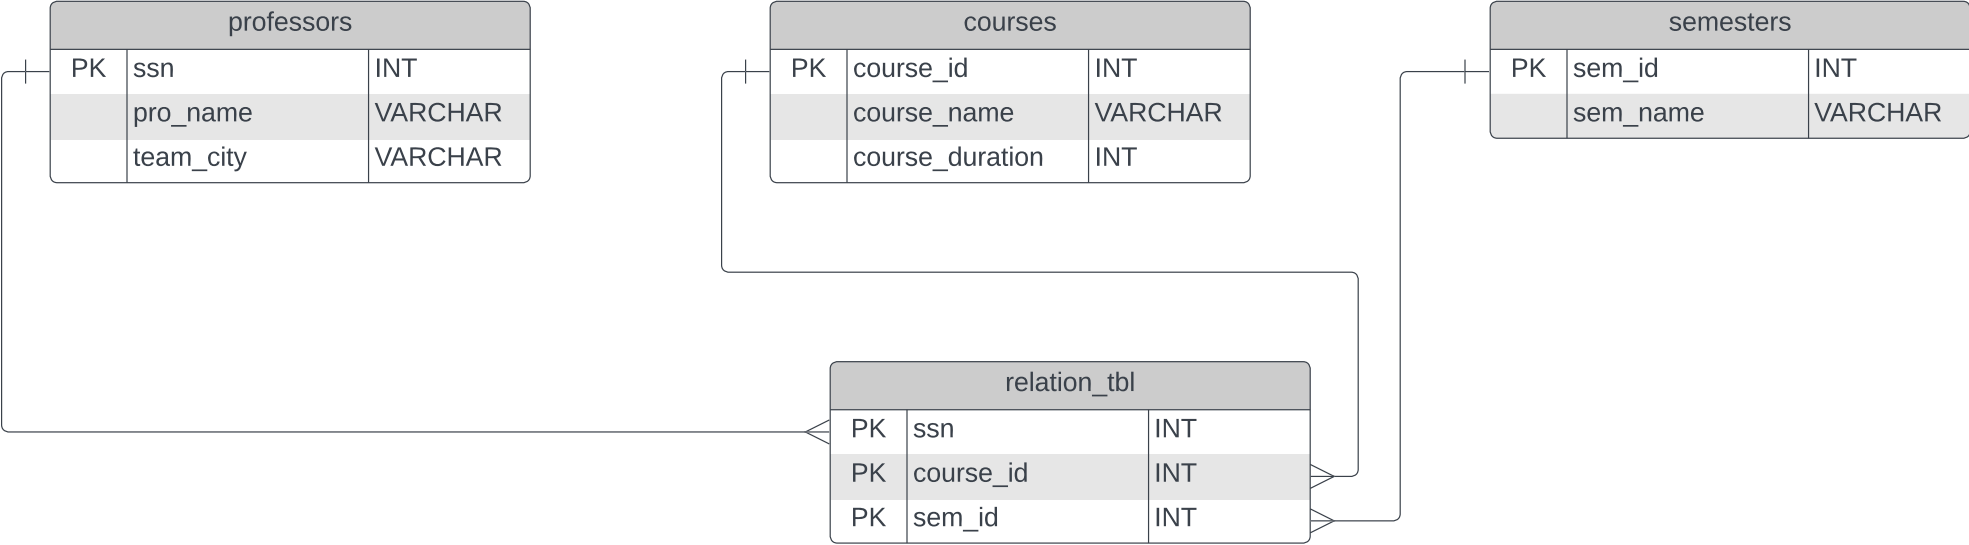 professors
PK ssn INT
pro_name VARCHAR
team_city VARCHAR
courses
PK course_id INT
course_name VARCHAR
course_duration INT
semesters
PK sem_id INT
sem_name VARCHAR
relation_tbl
PK ssn INT
PK course_id INT
PK sem_id INT